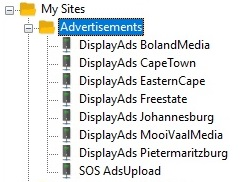 My Sites
Advertisements
DisplayAds BolandMedia
DisplayAds CapeTown
DisplayAds EasternCape
DisplayAds Freestate
DisplayAds Johannesburg
DisplayAds MooiVaalMedia
DisplayAds Pietermaritzburg
SOS AdsUpload